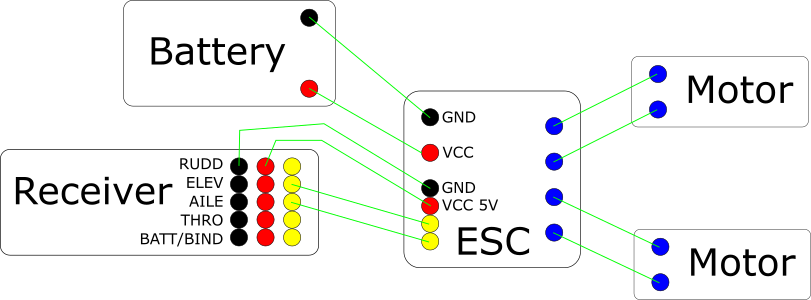 Battery
Motor
GND
VCC
Receiver
RUDD
ELEV
AILE
THRO
BATT/BIND
GND
VCC 5V
ESC
Motor